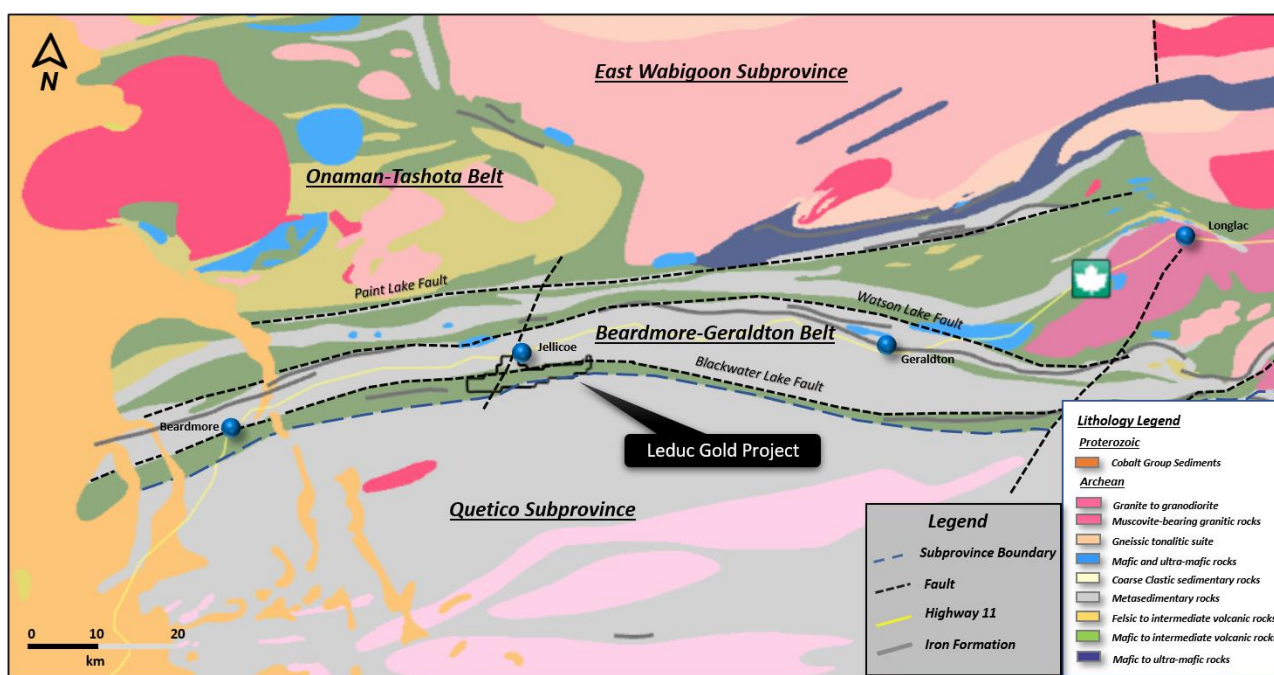 N
East Wabigoon Subprovince
Onaman-Tashota Belt
Longlac
Paint Lake Fault
Watson Lake Fault
Beardmore-Geraldton Belt
Jellicoe
Geraldton
Blackwater Lake Fault
Beardmore
Leduc Gold Project
Quetico Subprovince
0 10 20
km
Legend
Subprovince Boundary
Fault
Highway 11
Iron Formation
Lithology Legend
Proterozoic
Cobalt Group Sediments
Archean
Granite to granodiorite
Muscovite-bearing granitic rocks
Gneissic tonalitic suite
Mafic and ultra-mafic rocks
Coarse Clastic sedimentary rocks
Metasedimentary rocks
Felsic to intermediate volcanic rocks
Mafic to intermediate volcanic rocks
Mafic to ultra-mafic rocks